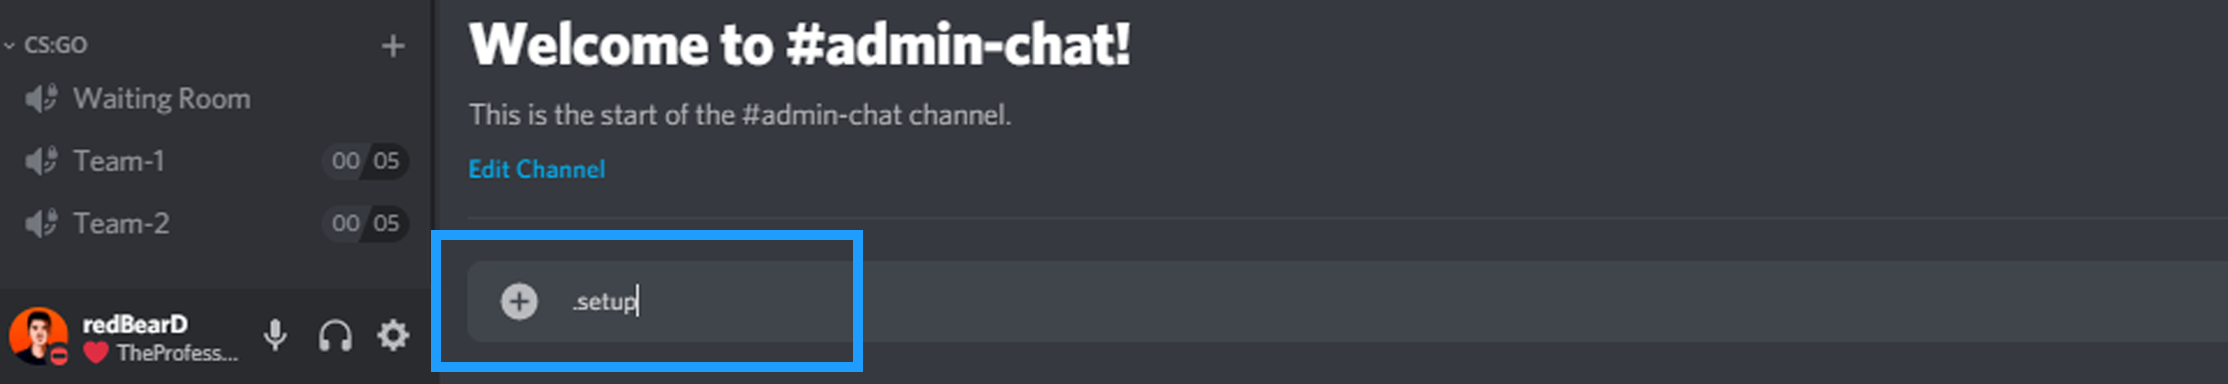 CS:GO
Waiting Room
Team-1 00 05
Team-2 00 05
redBearD
TheProfess...
Welcome to #admin-chat!
This is the start of the #admin-chat channel.
Edit Channel
.setup